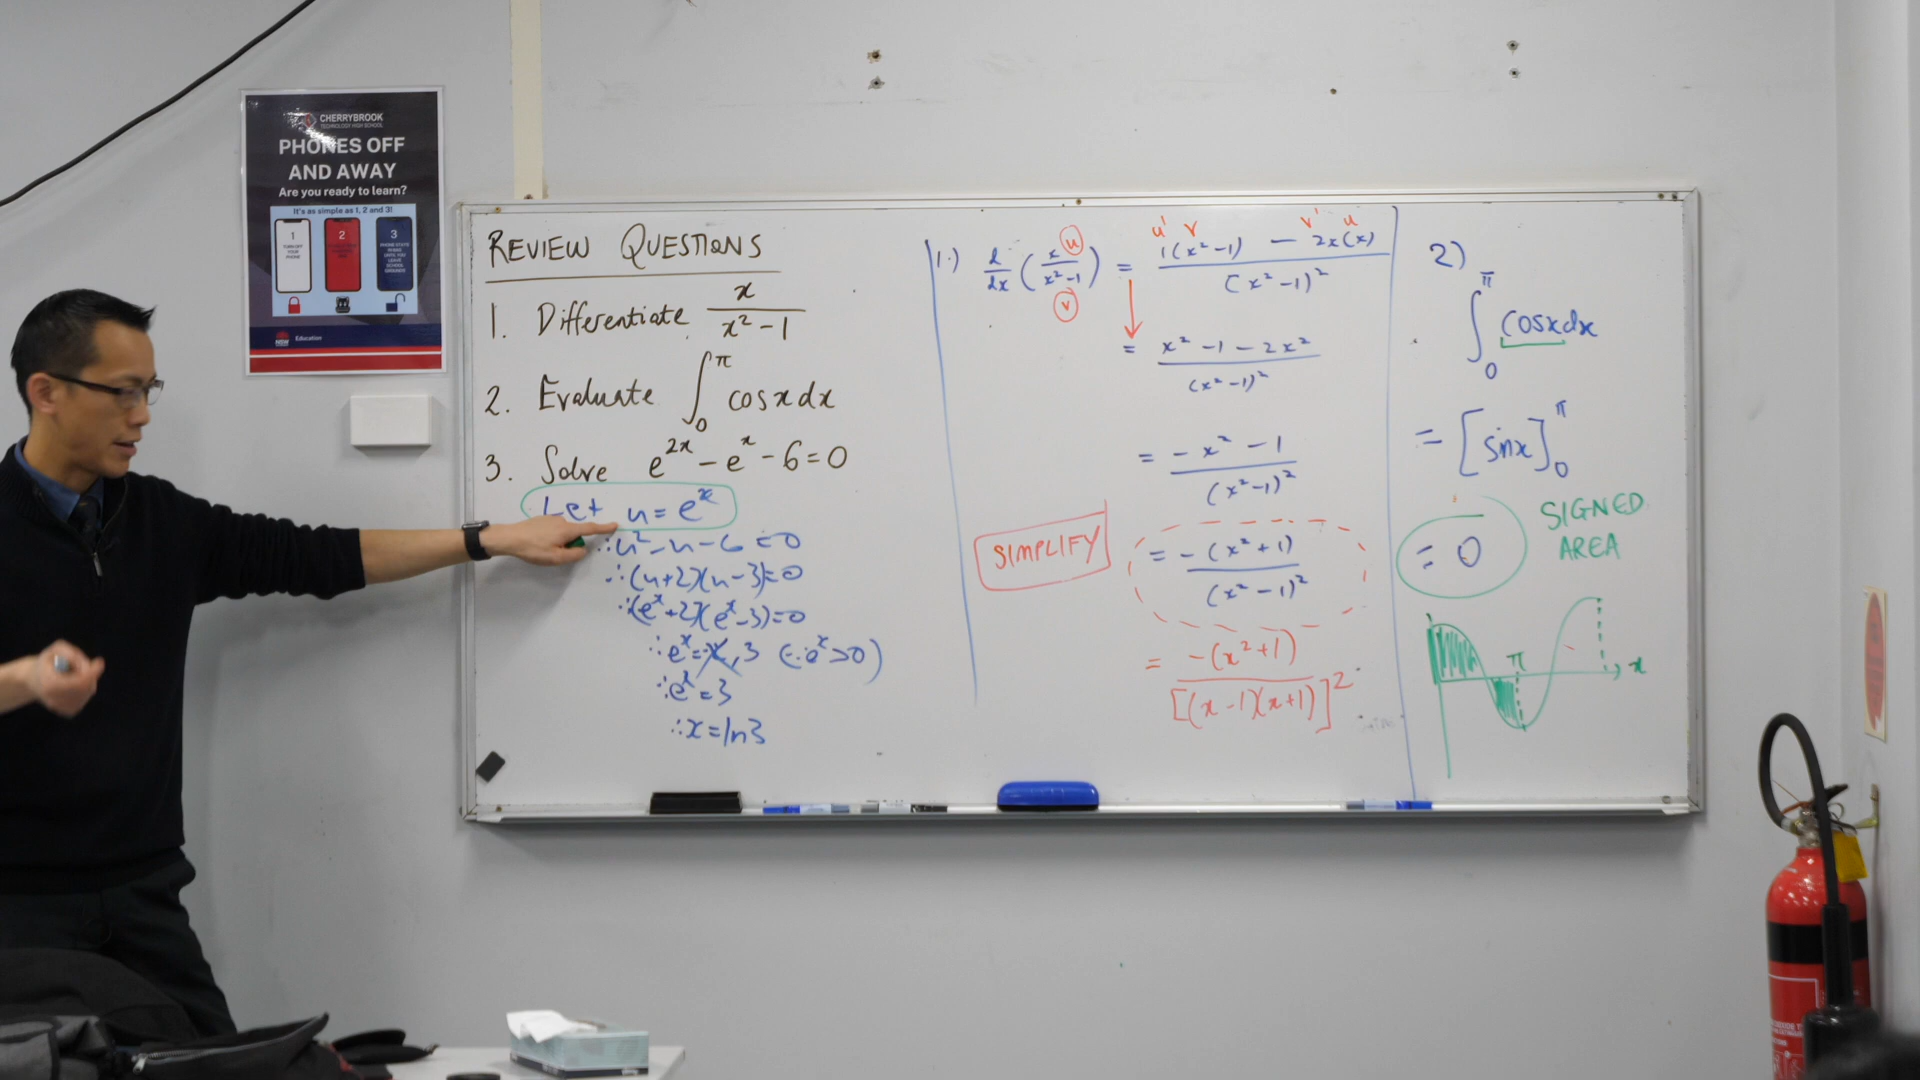 CHERRYBROOK
TECHNOLOGY HIGH SCHOOL
PHONES OFF
AND AWAY
Are you ready to learn?
It's as simple as 1, 2 and 3!
1
2
3
TURN OFF YOUR PHONE
NSW
Education
REVIEW QUESTIONS
1. Differentiate x/(x² - 1)
2. Evaluate ∫₀^π cosxdx
3. Solve e^(2x) - e^x - 6 = 0
Let u = e^x
∴ u² - u - 6 = 0
∴ (u+2)(u-3) = 0
∴ (e^x+2)(e^x-3) = 0
∴ e^x = -2, 3 (∵ e^x > 0)
∴ e^x = 3
∴ x = ln3
1.) d/dx (x/(x²-1)) = (1(x²-1) - 2x(x))/(x²-1)²
u
v
u' v v' u
= (x² - 1 - 2x²)/(x²-1)²
= (-x² - 1)/(x²-1)²
SIMPLIFY
= -(x²+1)/(x²-1)²
= -(x²+1)/[(x-1)(x+1)]²
2)
∫₀^π cosxdx
= [sinx]₀^π
= 0
SIGNED
AREA
π
x